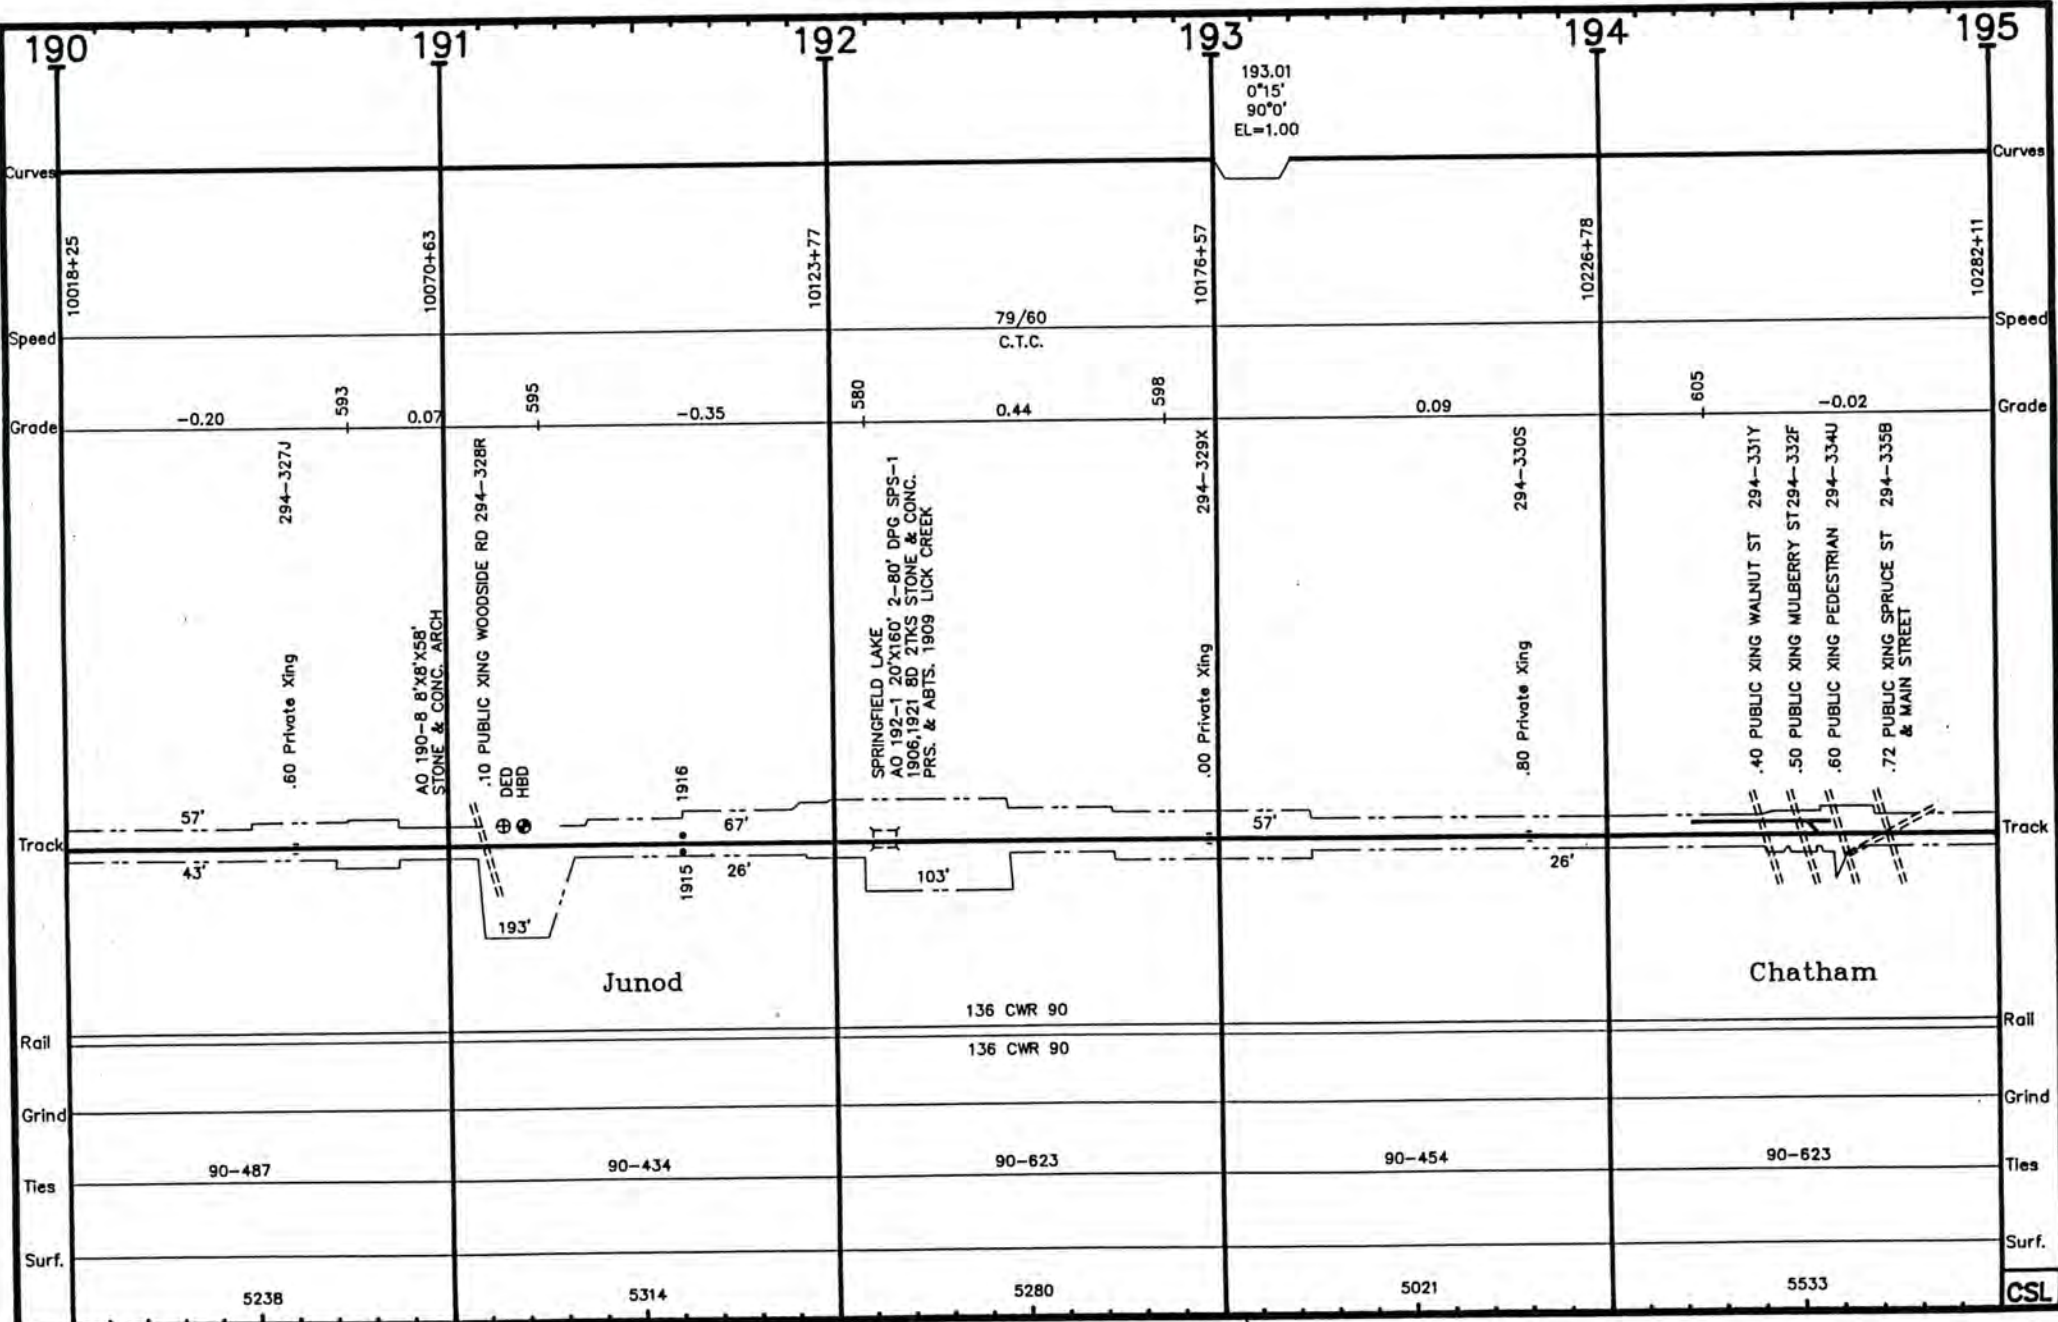 190 191 192 193 194 195
193.01
0°15'
90°0'
EL=1.00
Curves Curves
10018+25
10070+63
10123+77
10176+57
10226+78
10282+11
79/60
Speed Speed
C.T.C.
Grade -0.20 593 0.07 595 -0.35 580 0.44 598 0.09 605 -0.02 Grade
.60 Private Xing 294-327J
AO 190-8 8'X8'X58'
STONE & CONC. ARCH
.10 PUBLIC XING WOODSIDE RD 294-328R
DED
HBD
1916
1915
SPRINGFIELD LAKE
AO 192-1 20'X160' 2-80' DPG SPS-1
1906,1921 8D 2TKS STONE & CONC.
PRS. & ABTS. 1909 LICK CREEK
.00 Private Xing 294-329X
.80 Private Xing 294-330S
.40 PUBLIC XING WALNUT ST 294-331Y
.50 PUBLIC XING MULBERRY ST 294-332F
.60 PUBLIC XING PEDESTRIAN 294-334U
.72 PUBLIC XING SPRUCE ST 294-335B
& MAIN STREET
57' 67' 57'
Track Track
43' 26' 103' 26'
193'
Junod Chatham
136 CWR 90
Rail Rail
136 CWR 90
Grind Grind
90-487 90-434 90-623 90-454 90-623
Ties Ties
Surf. Surf.
5238 5314 5280 5021 5533
CSL